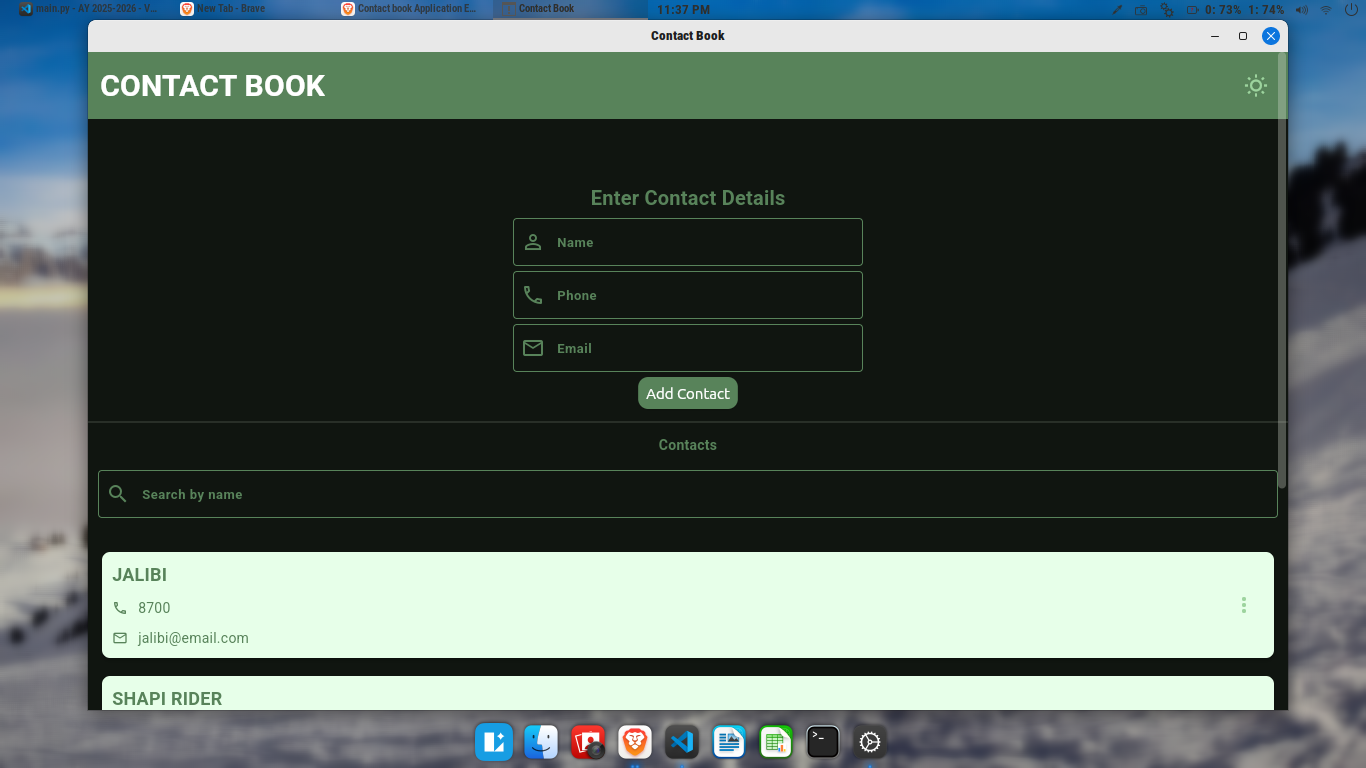 main.py - AY 2025-2026 - V...
New Tab - Brave
Contact book Application E...
Contact Book
11:37 PM
0: 73% 1: 74%
Contact Book
CONTACT BOOK
Enter Contact Details
Name
Phone
Email
Add Contact
Contacts
Search by name
JALIBI
8700
jalibi@email.com
SHAPI RIDER